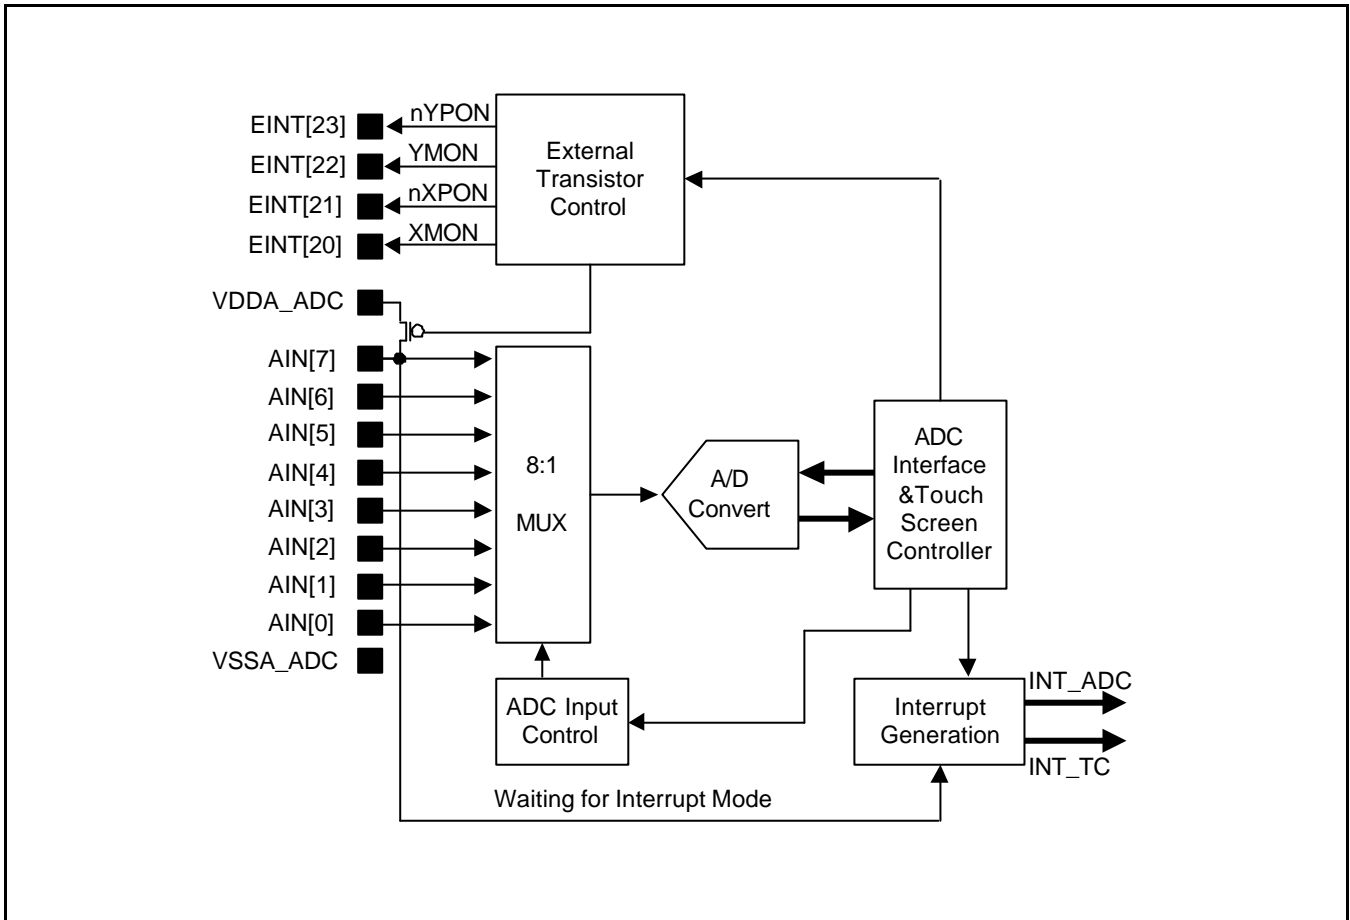 EINT[23]
nYPON
EINT[22]
YMON
EINT[21]
nXPON
EINT[20]
XMON
External
Transistor
Control
VDDA_ADC
AIN[7]
AIN[6]
AIN[5]
AIN[4]
AIN[3]
AIN[2]
AIN[1]
AIN[0]
VSSA_ADC
8:1
MUX
A/D
Convert
ADC
Interface
&Touch
Screen
Controller
ADC Input
Control
Interrupt
Generation
INT_ADC
INT_TC
Waiting for Interrupt Mode